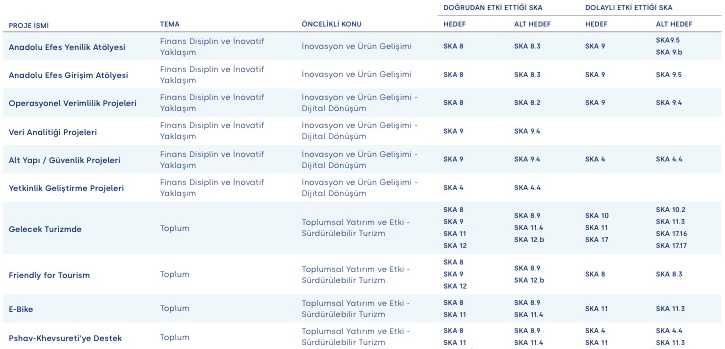 DOĞRUDAN ETKİ ETTİĞİ SKA DOLAYLI ETKİ ETTİĞİ SKA
PROJE İSMİ TEMA ÖNCELİKLİ KONU HEDEF ALT HEDEF HEDEF ALT HEDEF
Anadolu Efes Yenilik Atölyesi Finans Disiplin ve İnovatif Yaklaşım İnovasyon ve Ürün Gelişimi SKA 8 SKA 8.3 SKA 9 SKA9.5 SKA 9.b
Anadolu Efes Girişim Atölyesi Finans Disiplin ve İnovatif Yaklaşım İnovasyon ve Ürün Gelişimi SKA 8 SKA 8.3 SKA 9 SKA 9.5
Operasyonel Verimlilik Projeleri Finans Disiplin ve İnovatif Yaklaşım İnovasyon ve Ürün Gelişimi - Dijital Dönüşüm SKA 8 SKA 8.2 SKA 9 SKA 9.4
Veri Analitiği Projeleri Finans Disiplin ve İnovatif Yaklaşım İnovasyon ve Ürün Gelişimi - Dijital Dönüşüm SKA 9 SKA 9.4
Alt Yapı / Güvenlik Projeleri Finans Disiplin ve İnovatif Yaklaşım İnovasyon ve Ürün Gelişimi - Dijital Dönüşüm SKA 9 SKA 9.4 SKA 4 SKA 4.4
Yetkinlik Geliştirme Projeleri Finans Disiplin ve İnovatif Yaklaşım İnovasyon ve Ürün Gelişimi - Dijital Dönüşüm SKA 4 SKA 4.4
Gelecek Turizmde Toplum Toplumsal Yatırım ve Etki - Sürdürülebilir Turizm SKA 8 SKA 9 SKA 11 SKA 12 SKA 8.9 SKA 11.4 SKA 12.b SKA 10 SKA 11 SKA 17 SKA 10.2 SKA 11.3 SKA 17.16 SKA 17.17
Friendly for Tourism Toplum Toplumsal Yatırım ve Etki - Sürdürülebilir Turizm SKA 8 SKA 9 SKA 12 SKA 8.9 SKA 12.b SKA 8 SKA 8.3
E-Bike Toplum Toplumsal Yatırım ve Etki - Sürdürülebilir Turizm SKA 8 SKA 11 SKA 8.9 SKA 11.4 SKA 11 SKA 11.3
Pshav-Khevsureti'ye Destek Toplum Toplumsal Yatırım ve Etki - Sürdürülebilir Turizm SKA 8 SKA 11 SKA 8.9 SKA 11.4 SKA 4 SKA 11 SKA 4.4 SKA 11.3